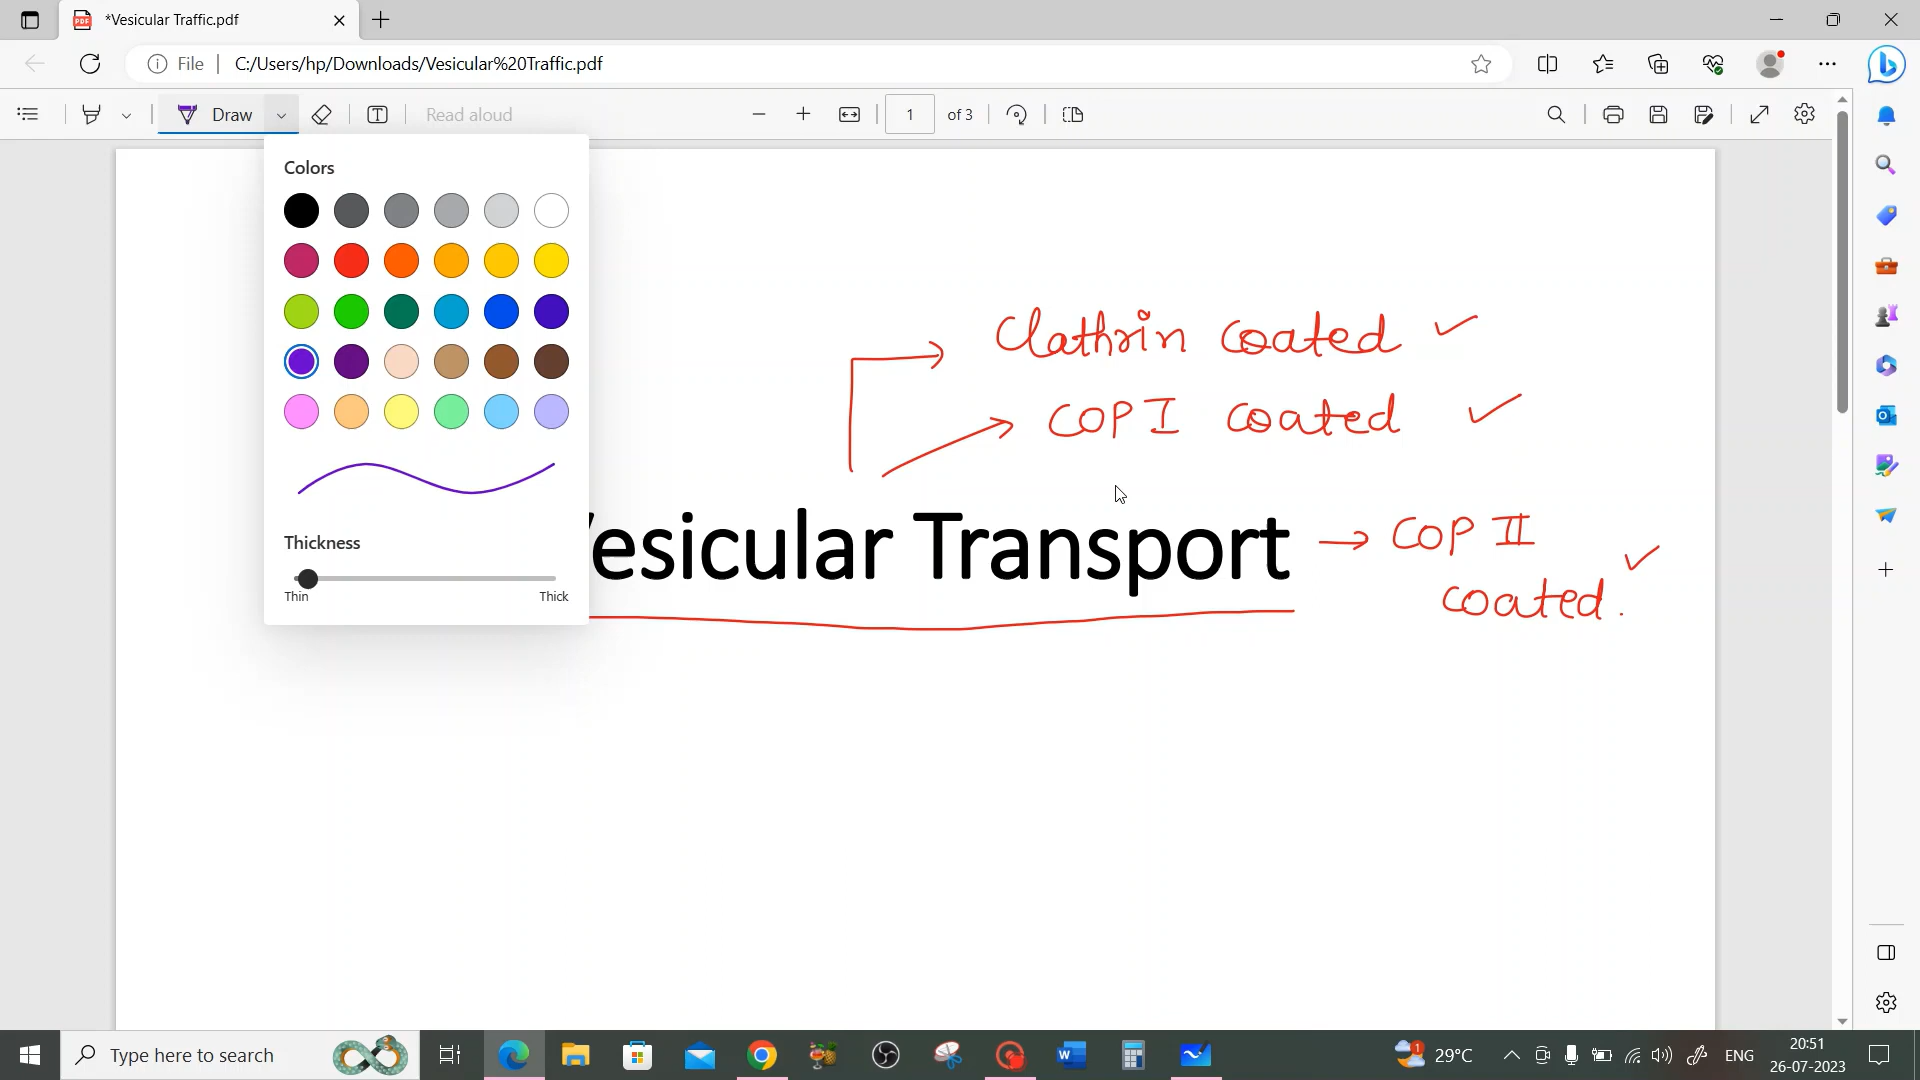 *Vesicular Traffic.pdf
File
C:/Users/hp/Downloads/Vesicular%20Traffic.pdf
Draw
Read aloud
1
of 3
Colors
Clathrin coated ✓
COP I coated ✓
esicular Transport → COP II
coated. ✓
Thickness
Thin
Thick
Type here to search
29°C
ENG
20:51
26-07-2023